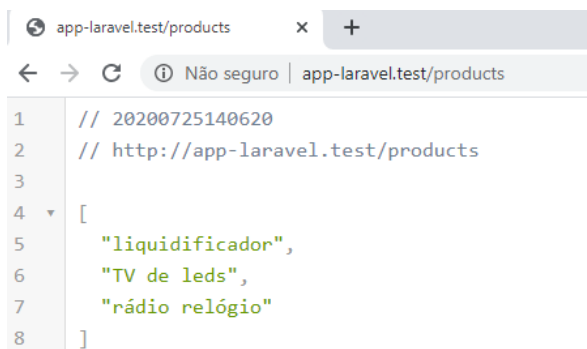 app-laravel.test/products
Não seguro | app-laravel.test/products
1 // 20200725140620
2 // http://app-laravel.test/products
3
4 [
5 "liquidificador",
6 "TV de leds",
7 "rádio relógio"
8 ]